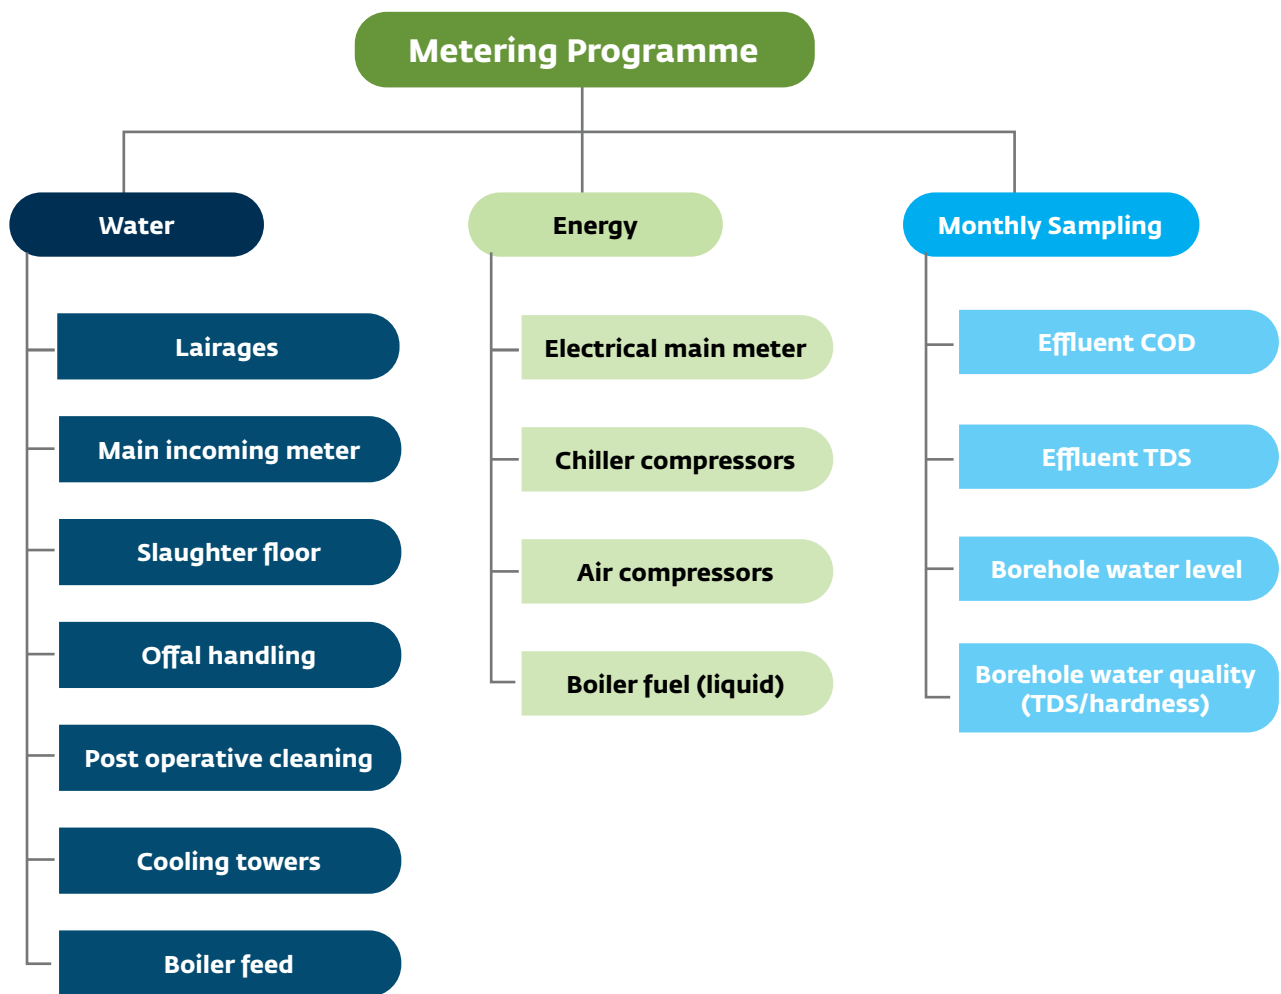 Metering Programme
Water
Lairages
Main incoming meter
Slaughter floor
Offal handling
Post operative cleaning
Cooling towers
Boiler feed
Energy
Electrical main meter
Chiller compressors
Air compressors
Boiler fuel (liquid)
Monthly Sampling
Effluent COD
Effluent TDS
Borehole water level
Borehole water quality
(TDS/hardness)